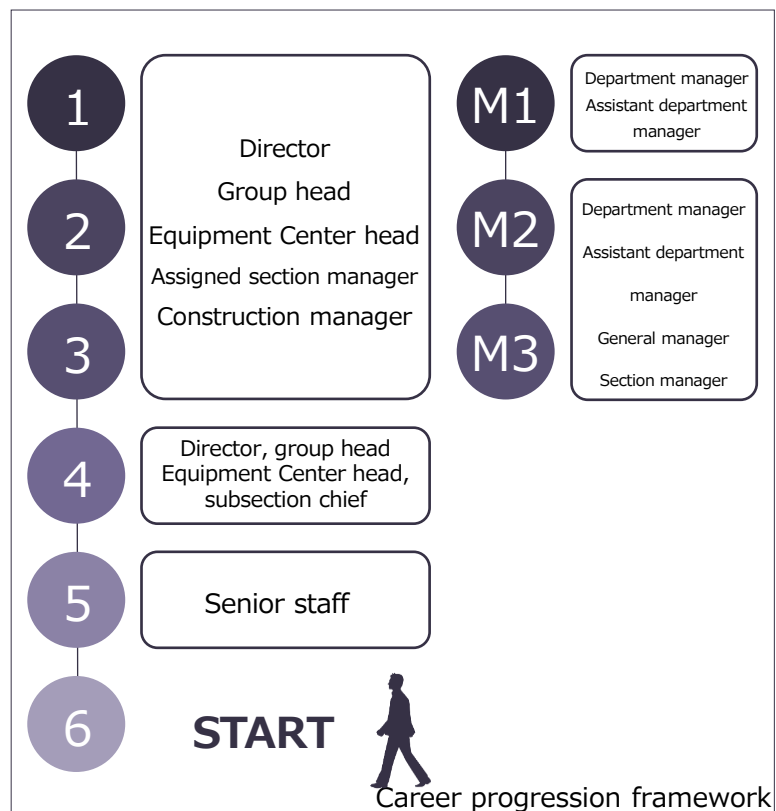 1
Director
Group head
Equipment Center head
Assigned section manager
Construction manager
2
3
4
Director, group head
Equipment Center head,
subsection chief
5
Senior staff
6
START
M1
Department manager
Assistant department
manager
M2
Department manager
Assistant department
manager
General manager
Section manager
M3
Career progression framework